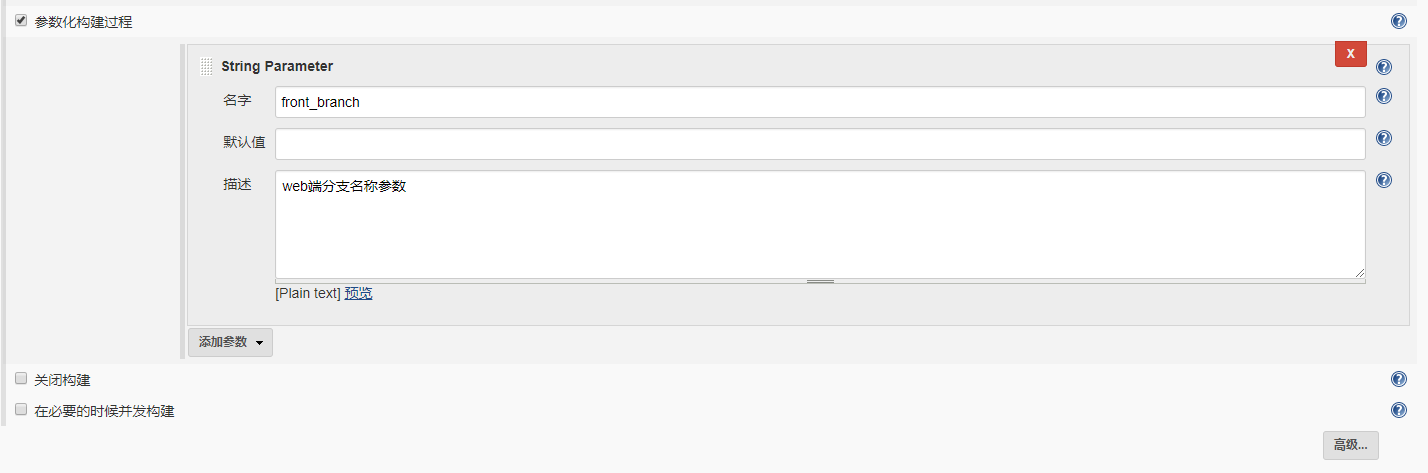 参数化构建过程
X
String Parameter
名字 front_branch
默认值
描述 web端分支名称参数
[Plain text] 预览
添加参数
关闭构建
在必要的时候并发构建
高级...